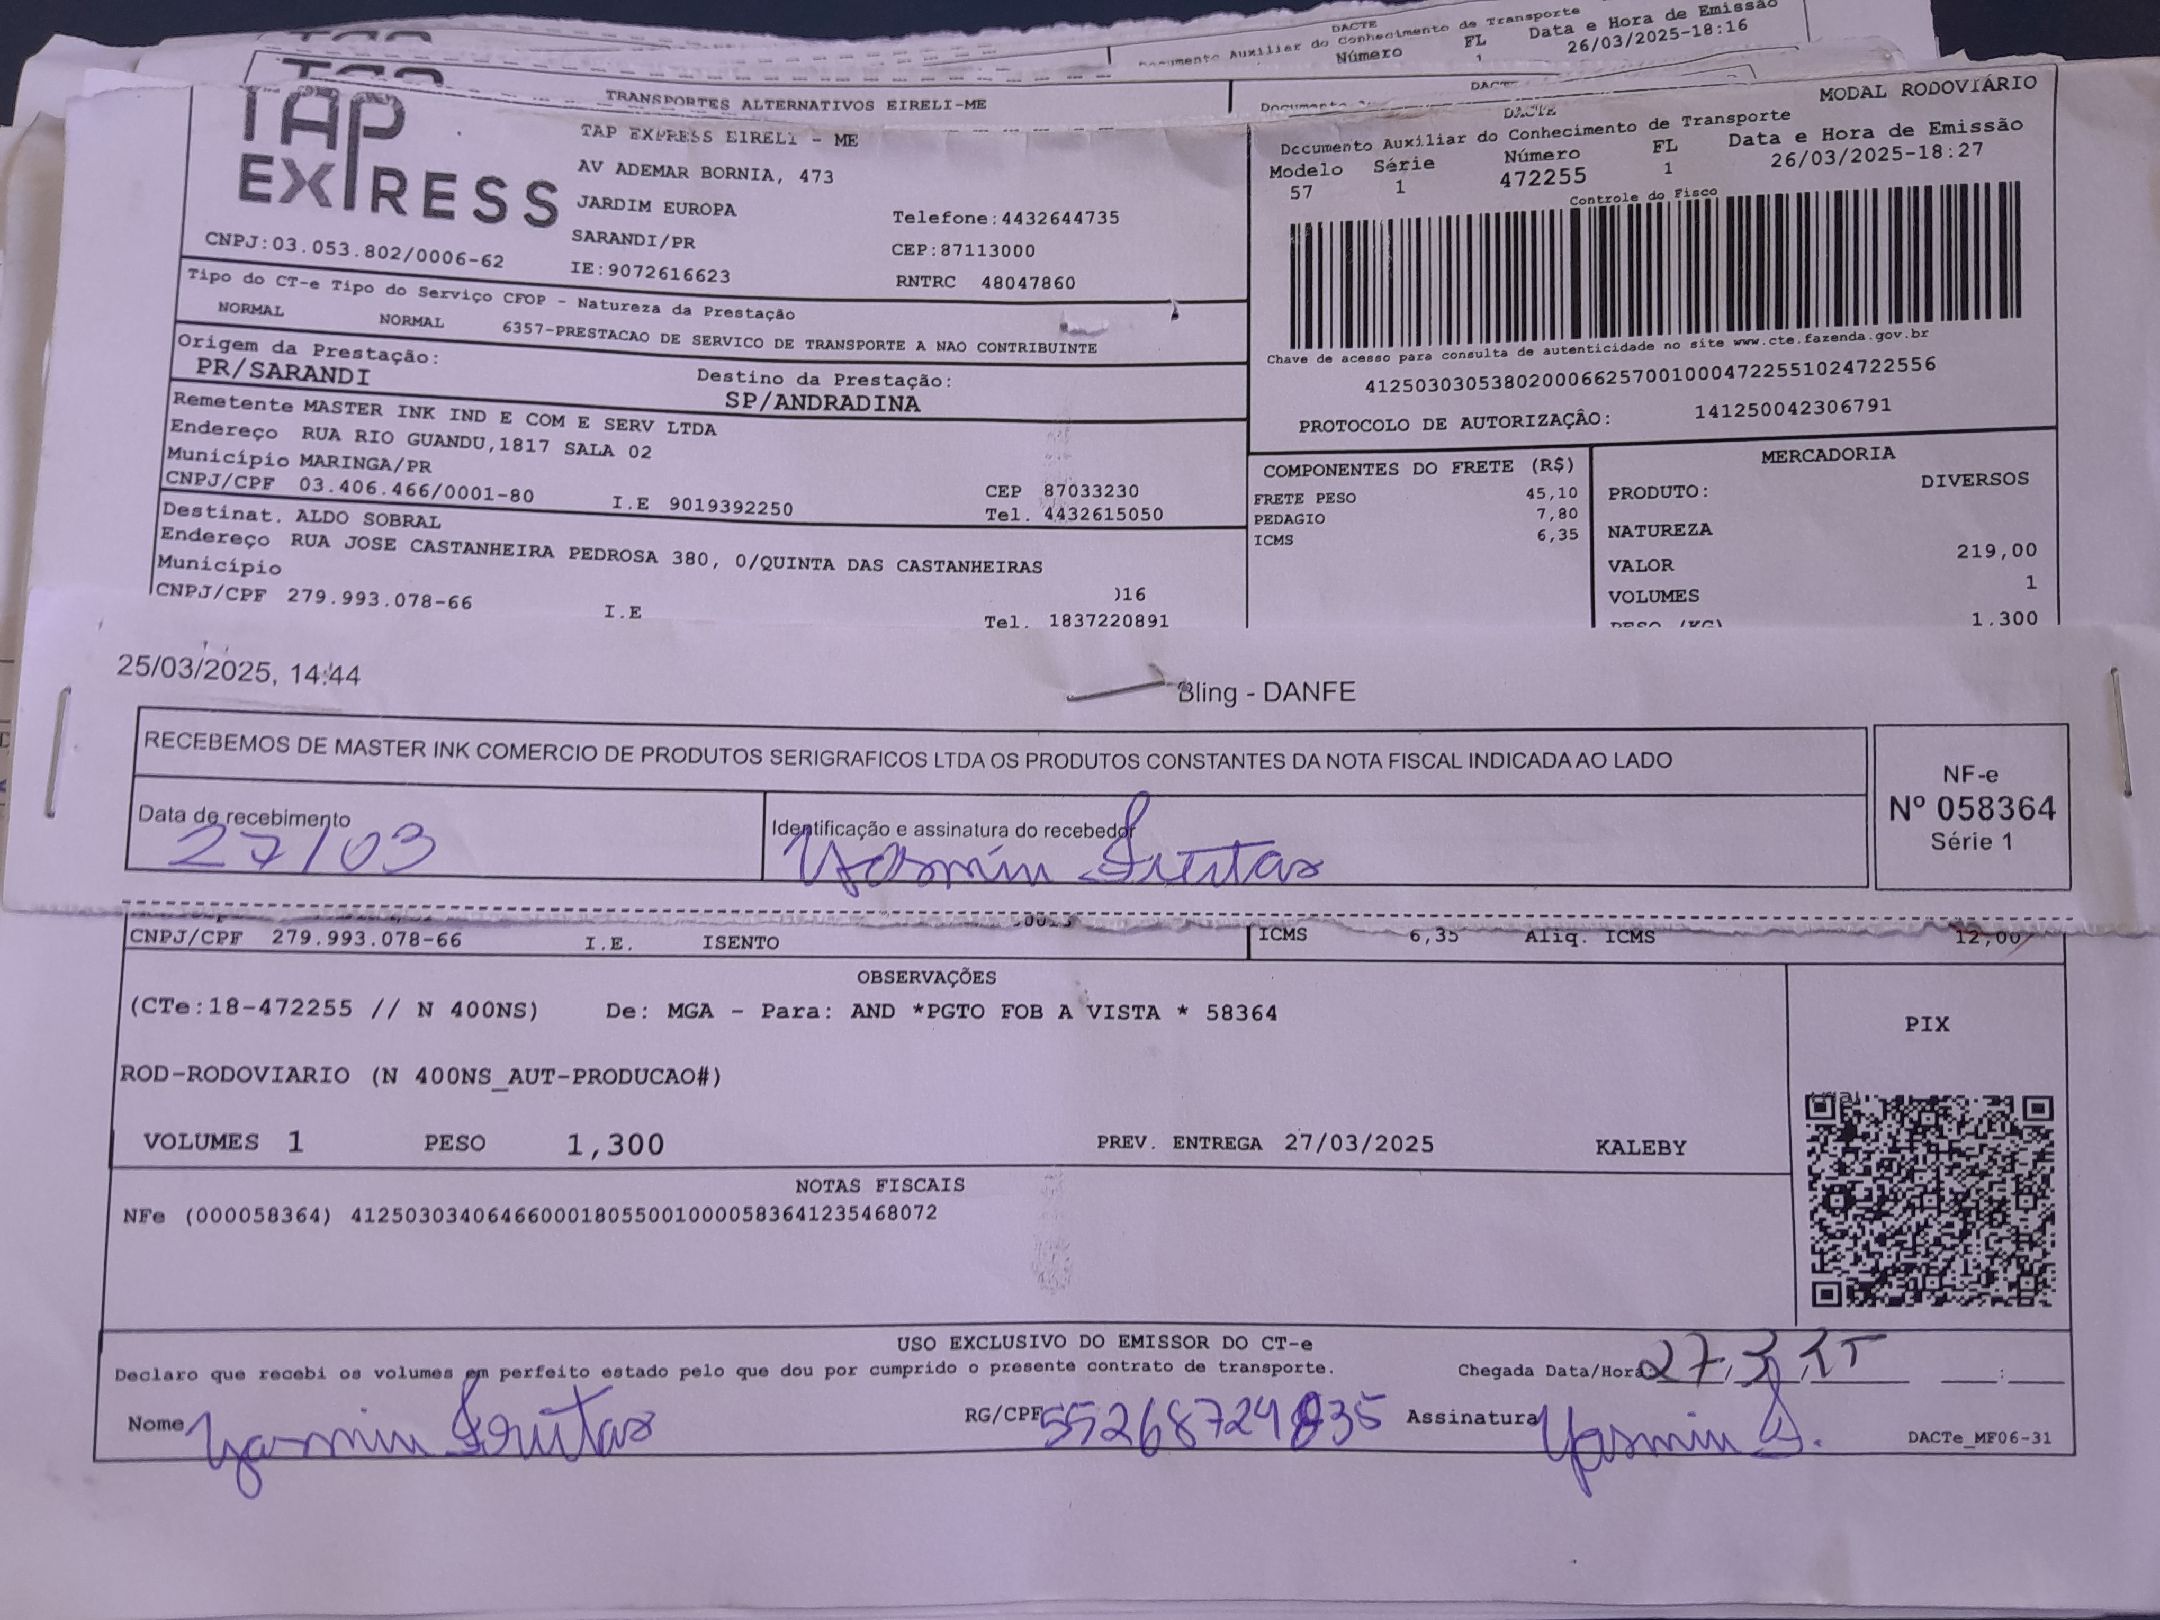 DACTE
Documento Auxiliar do Conhecimento de Transporte
Número FL Data e Hora de Emissão
1 26/03/2025-18:16
TRANSPORTES ALTERNATIVOS EIRELI-ME
DACTE
TAP EXPRESS
TAP EXPRESS EIRELI - ME
AV ADEMAR BORNIA, 473
JARDIM EUROPA
SARANDI/PR
IE:9072616623
Telefone:4432644735
CEP:87113000
RNTRC 48047860
CNPJ:03.053.802/0006-62
MODAL RODOVIÁRIO
Documento Auxiliar do Conhecimento de Transporte
Modelo Série Número FL Data e Hora de Emissão
57 1 472255 1 26/03/2025-18:27
Controle do Fisco
Chave de acesso para consulta de autenticidade no site www.cte.fazenda.gov.br
41250303053802000662570010004722551024722556
PROTOCOLO DE AUTORIZAÇÂO: 141250042306791
Tipo do CT-e Tipo do Serviço CFOP - Natureza da Prestação
NORMAL NORMAL 6357-PRESTACAO DE SERVICO DE TRANSPORTE A NAO CONTRIBUINTE
Origem da Prestação:
PR/SARANDI
Destino da Prestação:
SP/ANDRADINA
Remetente MASTER INK IND E COM E SERV LTDA
Endereço RUA RIO GUANDU,1817 SALA 02
Município MARINGA/PR CEP 87033230
CNPJ/CPF 03.406.466/0001-80 I.E 9019392250 Tel. 4432615050
Destinat. ALDO SOBRAL
Endereço RUA JOSE CASTANHEIRA PEDROSA 380, 0/QUINTA DAS CASTANHEIRAS
Município 016
CNPJ/CPF 279.993.078-66 I.E Tel. 1837220891
COMPONENTES DO FRETE (R$)
FRETE PESO 45,10
PEDAGIO 7,80
ICMS 6,35
MERCADORIA
PRODUTO: DIVERSOS
NATUREZA
VALOR 219,00
VOLUMES 1
PESO (KG) 1,300
25/03/2025, 14:44 Bling - DANFE
RECEBEMOS DE MASTER INK COMERCIO DE PRODUTOS SERIGRAFICOS LTDA OS PRODUTOS CONSTANTES DA NOTA FISCAL INDICADA AO LADO
Data de recebimento
27/03
Identificação e assinatura do recebedor
Yasmin Freitas
NF-e
Nº 058364
Série 1
CNPJ/CPF 279.993.078-66 I.E. ISENTO ICMS 6,35 Aliq. ICMS 12,00
OBSERVAÇÕES
(CTe:18-472255 // N 400NS) De: MGA - Para: AND *PGTO FOB A VISTA * 58364
ROD-RODOVIARIO (N 400NS_AUT-PRODUCAO#)
VOLUMES 1 PESO 1,300 PREV. ENTREGA 27/03/2025 KALEBY
PIX
NOTAS FISCAIS
NFe (000058364) 41250303406466000180550010000583641235468072
USO EXCLUSIVO DO EMISSOR DO CT-e
Declaro que recebi os volumes em perfeito estado pelo que dou por cumprido o presente contrato de transporte. Chegada Data/Hora 27/3/
Nome Yasmin Freitas RG/CPF Assinatura Yasmin F.
DACTe_MF06-31